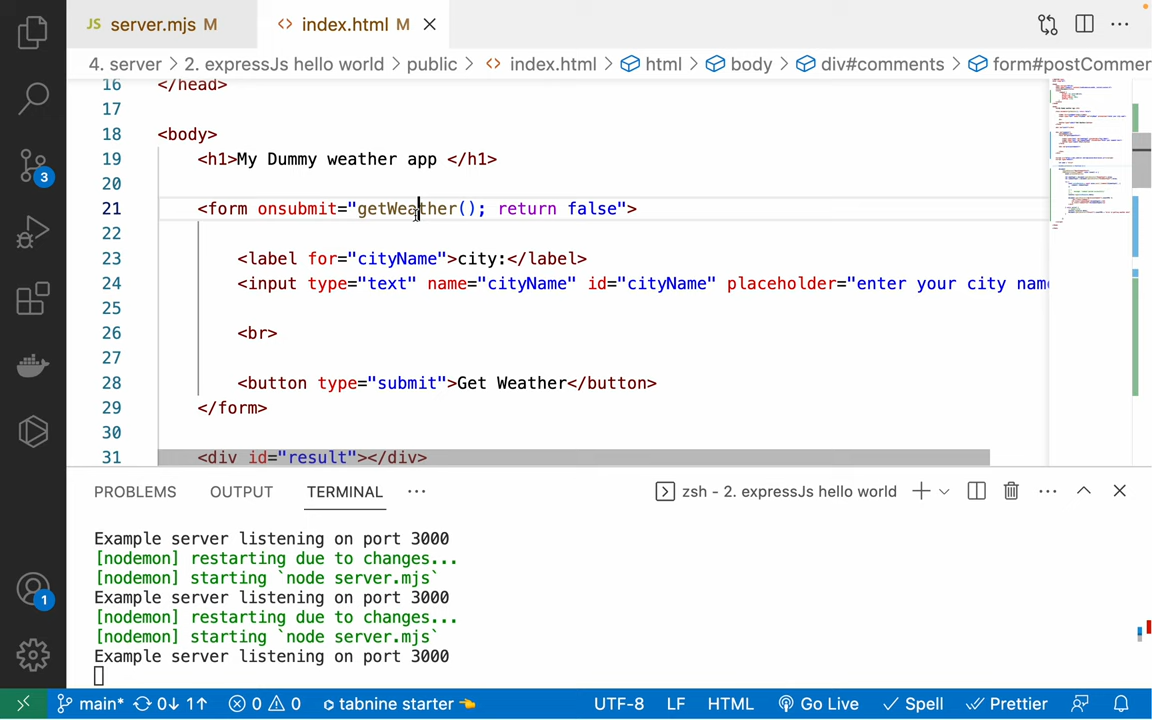 JS server.mjs M <> index.html M
4. server > 2. expressJs hello world > public > <> index.html > html > body > div#comments > form#postCommer
16 </head>
17
18 <body>
19 <h1>My Dummy weather app </h1>
20
21 <form onsubmit="getWeather(); return false">
22
23 <label for="cityName">city:</label>
24 <input type="text" name="cityName" id="cityName" placeholder="enter your city nam
25
26 <br>
27
28 <button type="submit">Get Weather</button>
29 </form>
30
31 <div id="result"></div>
3
1
PROBLEMS OUTPUT TERMINAL ··· zsh - 2. expressJs hello world
Example server listening on port 3000
[nodemon] restarting due to changes...
[nodemon] starting `node server.mjs`
Example server listening on port 3000
[nodemon] restarting due to changes...
[nodemon] starting `node server.mjs`
Example server listening on port 3000
main* 0↓ 1↑ 0 0 tabnine starter 👈 UTF-8 LF HTML Go Live Spell Prettier